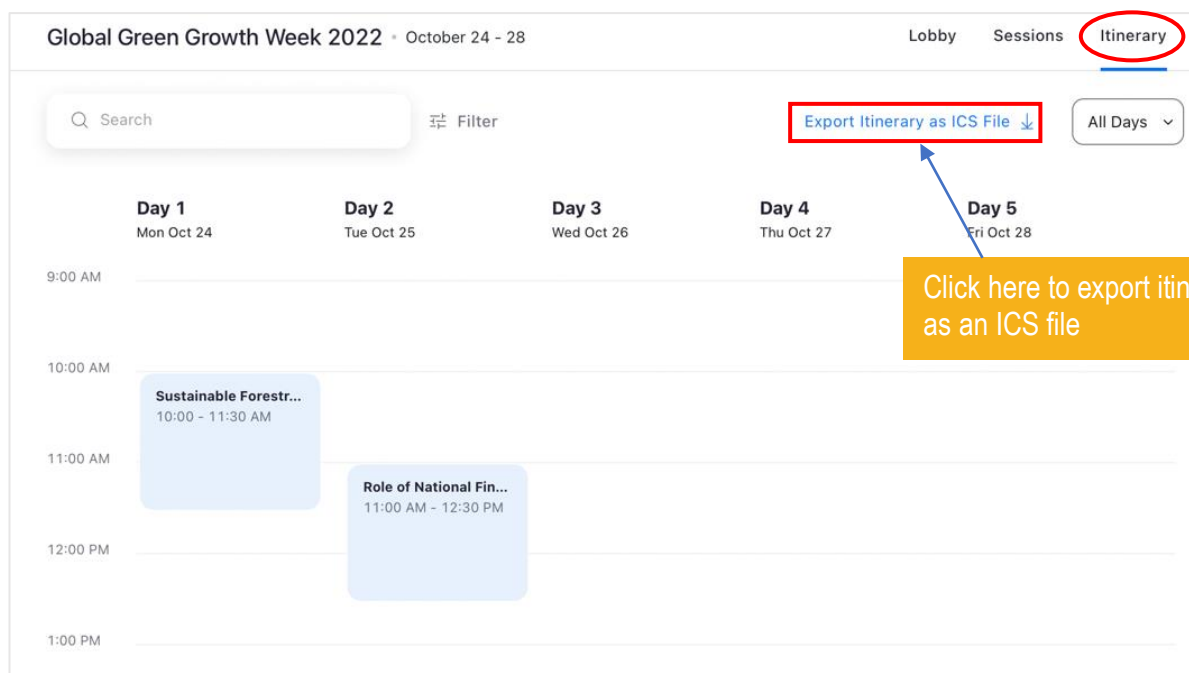 Global Green Growth Week 2022 · October 24 - 28
Lobby Sessions Itinerary
Search
Filter
Export Itinerary as ICS File
All Days
Day 1 Day 2 Day 3 Day 4 Day 5
Mon Oct 24 Tue Oct 25 Wed Oct 26 Thu Oct 27 Fri Oct 28
9:00 AM
Click here to export itin
as an ICS file
10:00 AM
Sustainable Forestr...
10:00 - 11:30 AM
11:00 AM
Role of National Fin...
11:00 AM - 12:30 PM
12:00 PM
1:00 PM